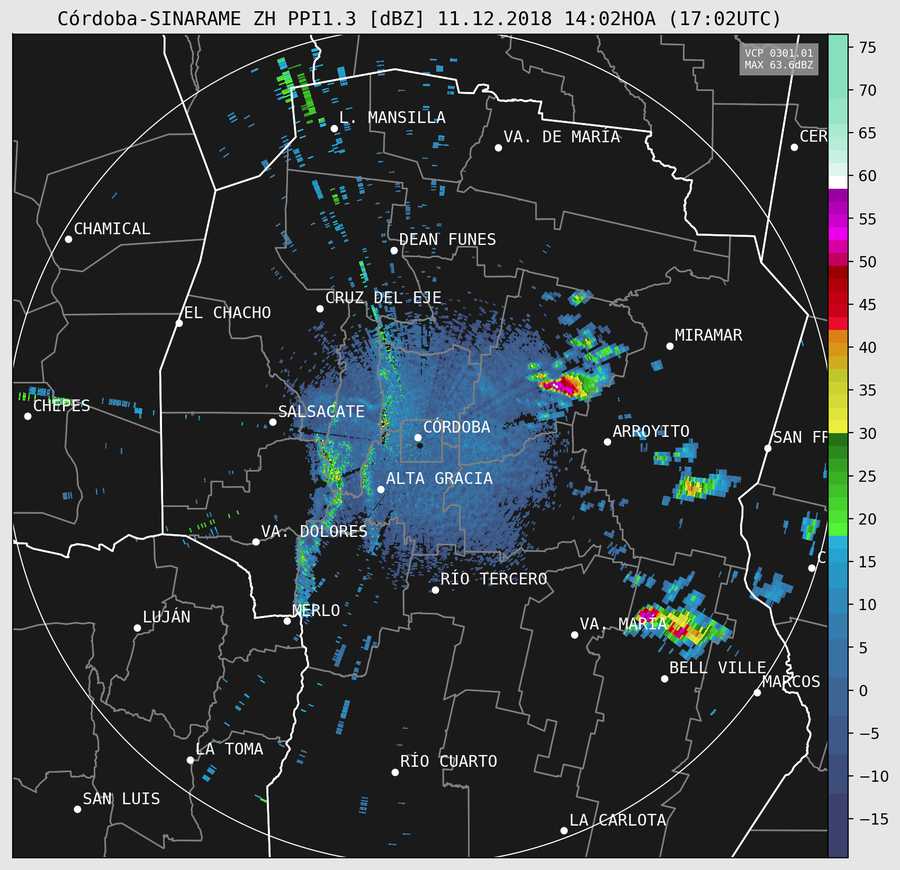 Córdoba-SINARAME ZH PPI1.3 [dBZ] 11.12.2018 14:02HOA (17:02UTC)
VCP 0301.01
MAX 63.6dBZ
75
70
65
60
55
50
45
40
35
30
25
20
15
10
5
0
−5
−10
−15
L. MANSILLA
VA. DE MARÍA
CER
CHAMICAL
DEAN FUNES
CRUZ DEL EJE
EL CHACHO
MIRAMAR
CHEPES
SALSACATE
CÓRDOBA
ARROYITO
SAN FR
ALTA GRACIA
VA. DOLORES
C
RÍO TERCERO
LUJÁN
MERLO
VA. MARÍA
BELL VILLE
MARCOS
LA TOMA
RÍO CUARTO
SAN LUIS
LA CARLOTA